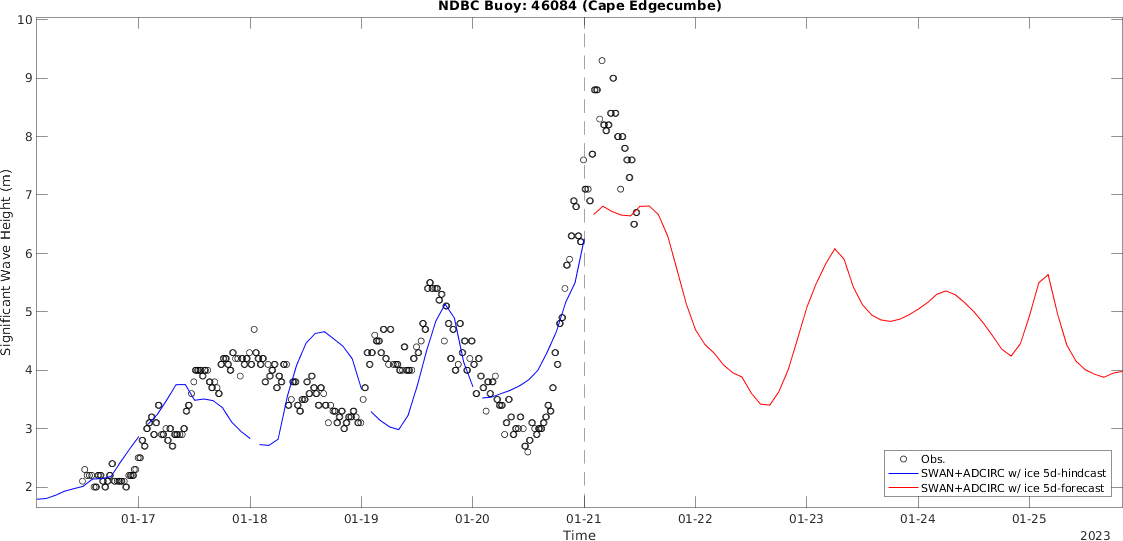 NDBC Buoy: 46084 (Cape Edgecumbe)
10
9
8
7
6
5
4
3
2
Significant Wave Height (m)
01-17 01-18 01-19 01-20 01-21 01-22 01-23 01-24 01-25
Time
2023
Obs.
SWAN+ADCIRC w/ ice 5d-hindcast
SWAN+ADCIRC w/ ice 5d-forecast